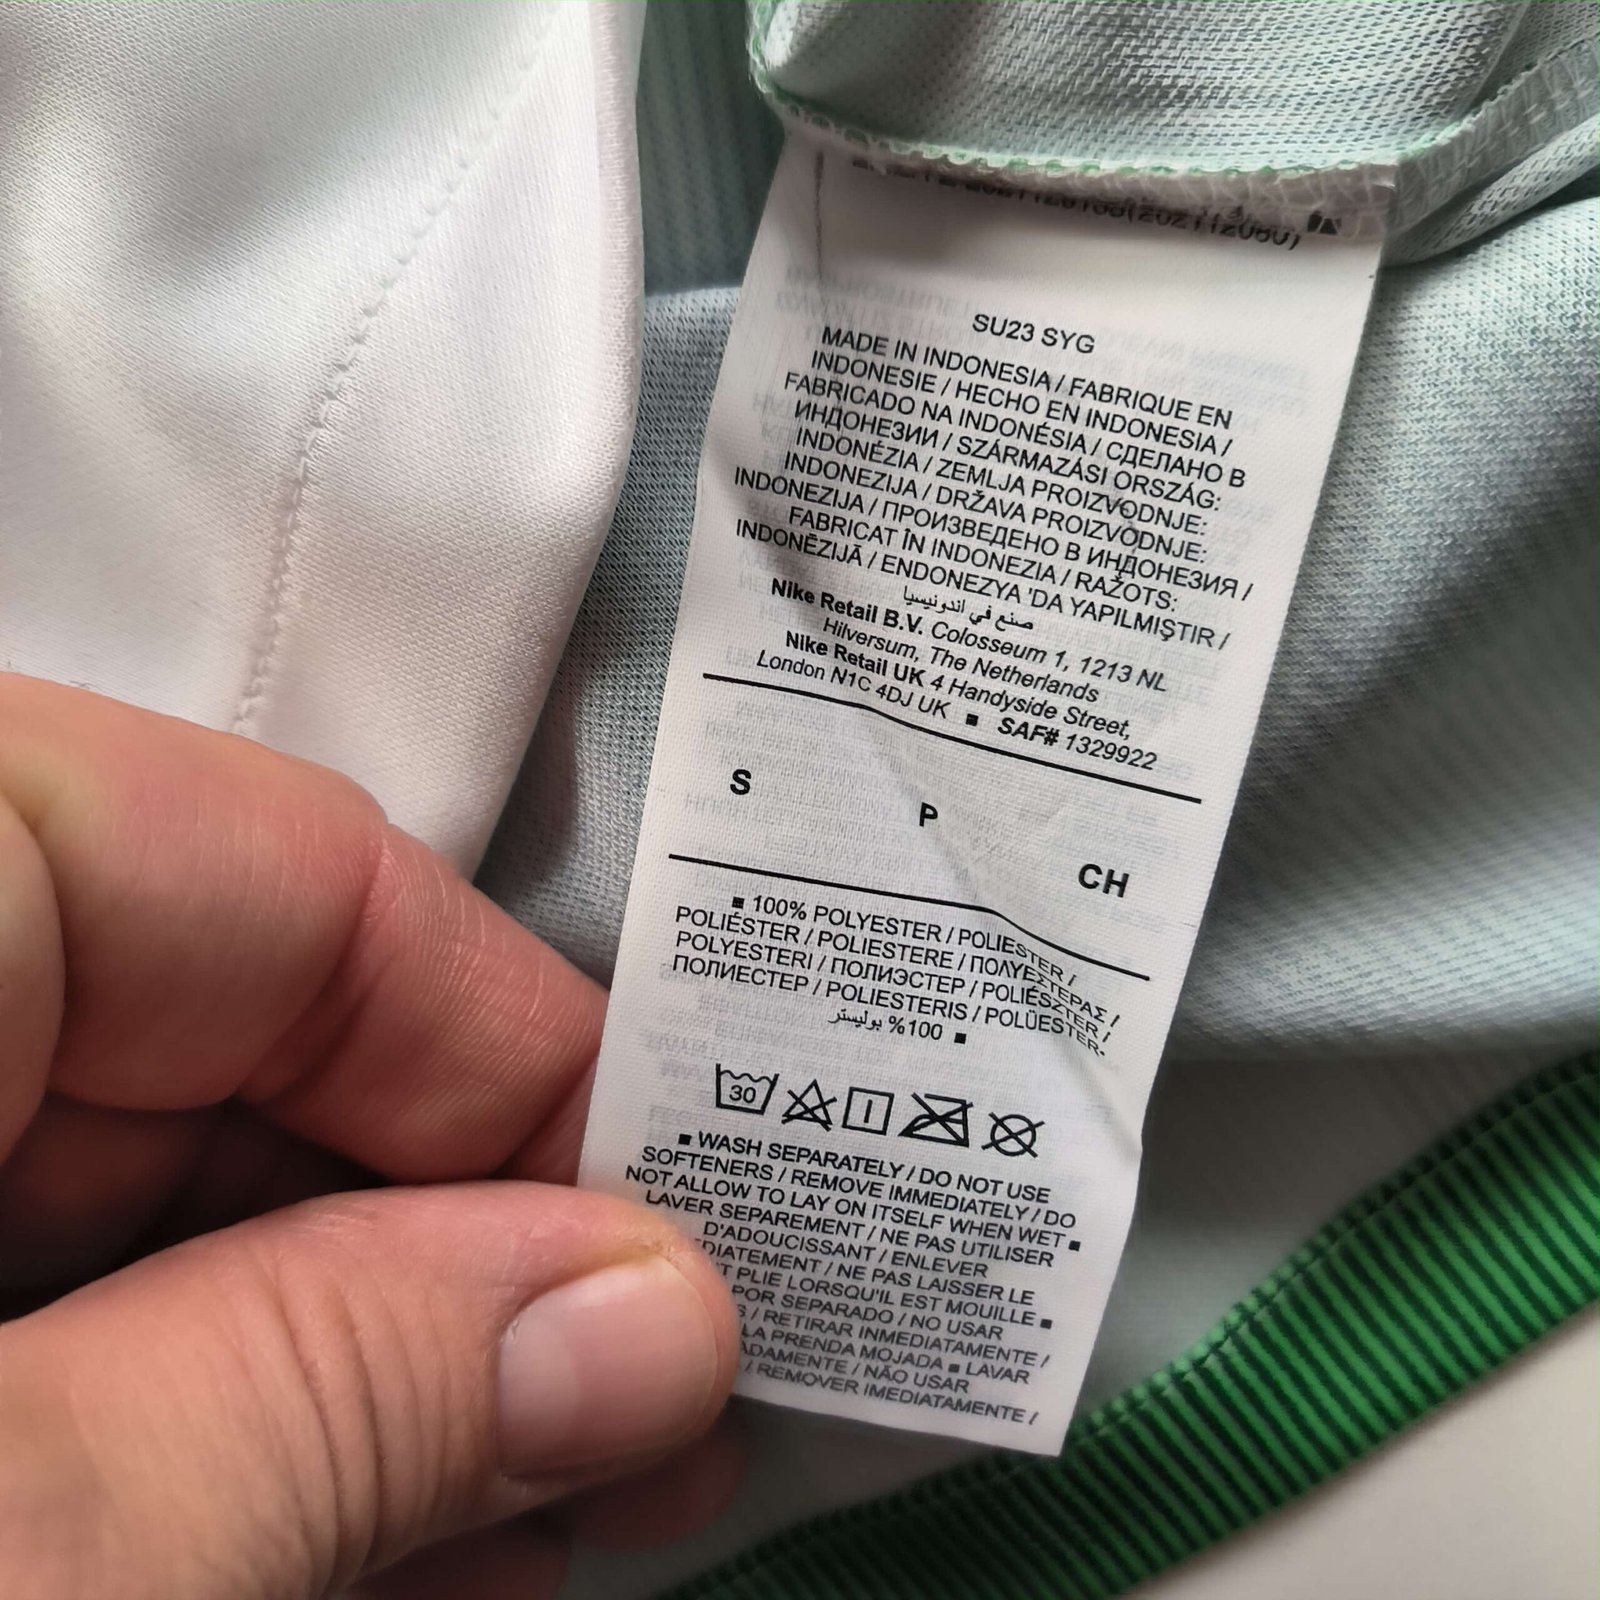 SU23 SYG
MADE IN INDONESIA / FABRIQUE EN
INDONESIE / HECHO EN INDONESIA /
FABRICADO NA INDONÉSIA / СДЕЛАНО В
ИНДОНЕЗИИ / SZÁRMAZÁSI ORSZÁG:
INDONÉZIA / ZEMLJA PROIZVODNJE:
INDONEZIJA / DRŽAVA PROIZVODNJE:
INDONEZIJA / ПРОИЗВЕДЕНО В ИНДОНЕЗИЯ /
FABRICAT ÎN INDONEZIA / RAŽOTS:
INDONĒZIJĀ / ENDONEZYA 'DA YAPILMIŞTIR /
صنع في اندونيسيا
Nike Retail B.V. Colosseum 1, 1213 NL
Hilversum, The Netherlands
Nike Retail UK 4 Handyside Street,
London N1C 4DJ UK ■ SAF# 1329922
S P CH
■ 100% POLYESTER / POLIESTER /
POLIÉSTER / POLIESTERE / ΠΟΛΥΕΣΤΕΡΑΣ /
POLYESTERI / ПОЛИЭСТЕР / POLIÉSZTER /
ПОЛИЕСТЕР / POLIESTERIS / POLÜESTER
100% بوليستر ■
30
■ WASH SEPARATELY / DO NOT USE
SOFTENERS / REMOVE IMMEDIATELY / DO
NOT ALLOW TO LAY ON ITSELF WHEN WET ■
LAVER SEPAREMENT / NE PAS UTILISER
D'ADOUCISSANT / ENLEVER
DIATEMENT / NE PAS LAISSER LE
T PLIE LORSQU'IL EST MOUILLE ■
POR SEPARADO / NO USAR
S / RETIRAR INMEDIATAMENTE /
LA PRENDA MOJADA ■ LAVAR
ADAMENTE / NÃO USAR
/ REMOVER IMEDIATAMENTE /